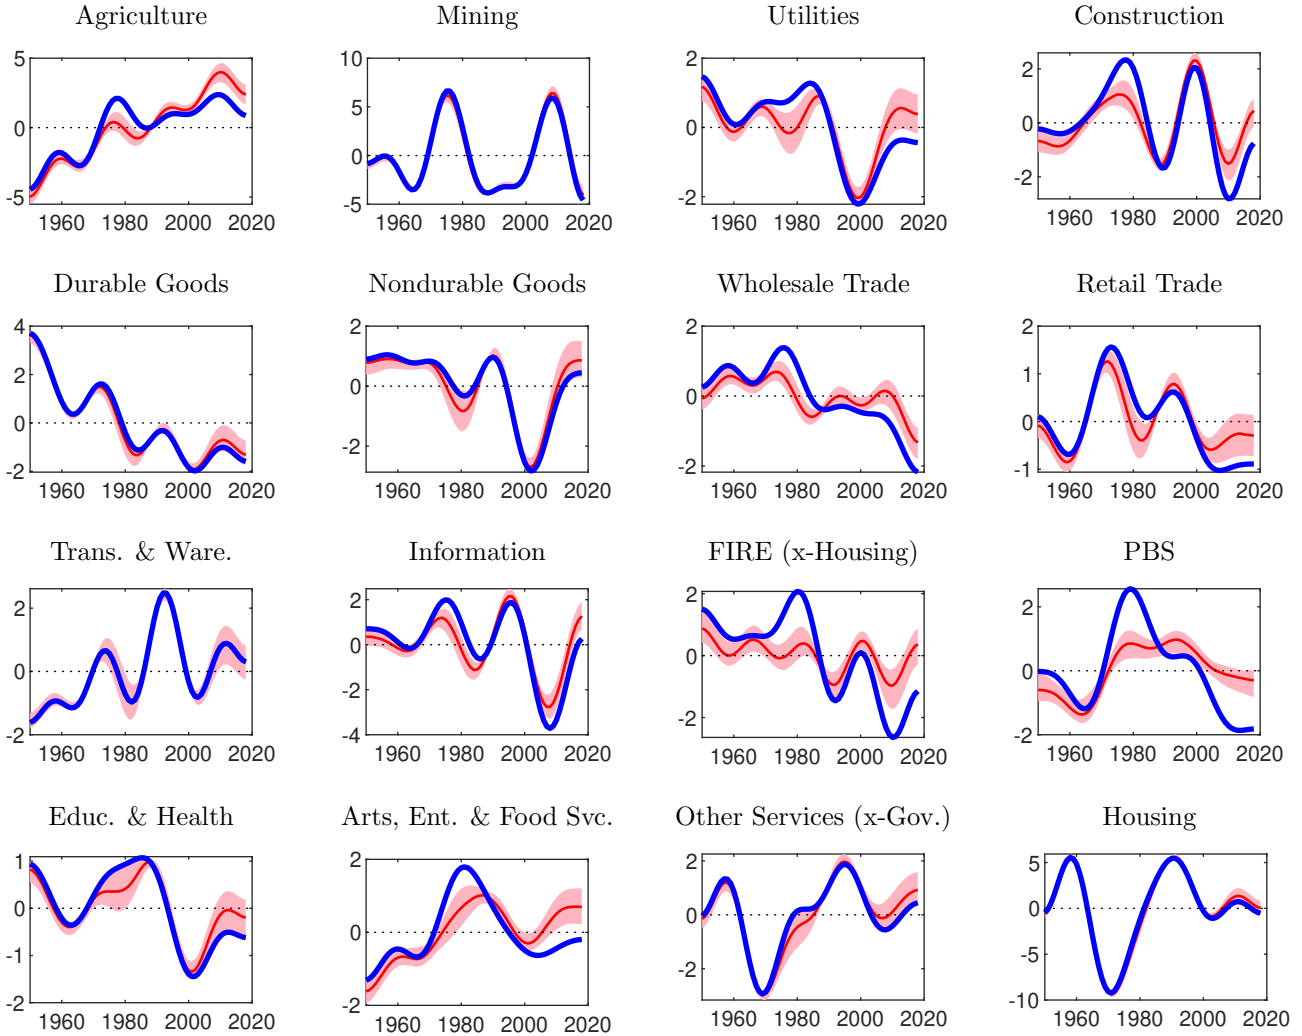 Agriculture
5
0
-5
1960 1980 2000 2020
Mining
10
5
0
-5
1960 1980 2000 2020
Utilities
2
0
-2
1960 1980 2000 2020
Construction
2
0
-2
1960 1980 2000 2020
Durable Goods
4
2
0
-2
1960 1980 2000 2020
Nondurable Goods
2
0
-2
1960 1980 2000 2020
Wholesale Trade
2
0
-2
1960 1980 2000 2020
Retail Trade
2
1
0
-1
1960 1980 2000 2020
Trans. & Ware.
2
0
-2
1960 1980 2000 2020
Information
2
0
-2
-4
1960 1980 2000 2020
FIRE (x-Housing)
2
0
-2
1960 1980 2000 2020
PBS
2
0
-2
1960 1980 2000 2020
Educ. & Health
1
0
-1
-2
1960 1980 2000 2020
Arts, Ent. & Food Svc.
2
0
-2
1960 1980 2000 2020
Other Services (x-Gov.)
2
0
-2
1960 1980 2000 2020
Housing
5
0
-5
-10
1960 1980 2000 2020